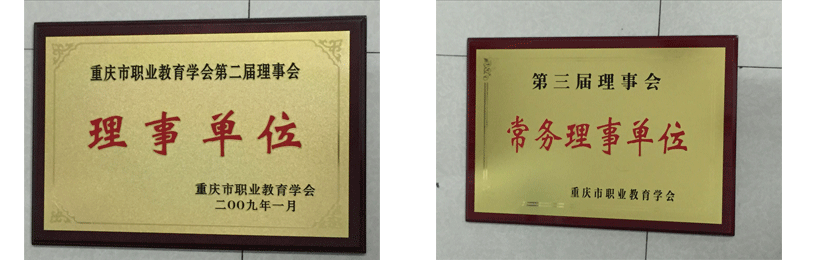 重庆市职业教育学会第二届理事会
理事单位
重庆市职业教育学会
二〇〇九年一月
第三届理事会
常务理事单位
重庆市职业教育学会